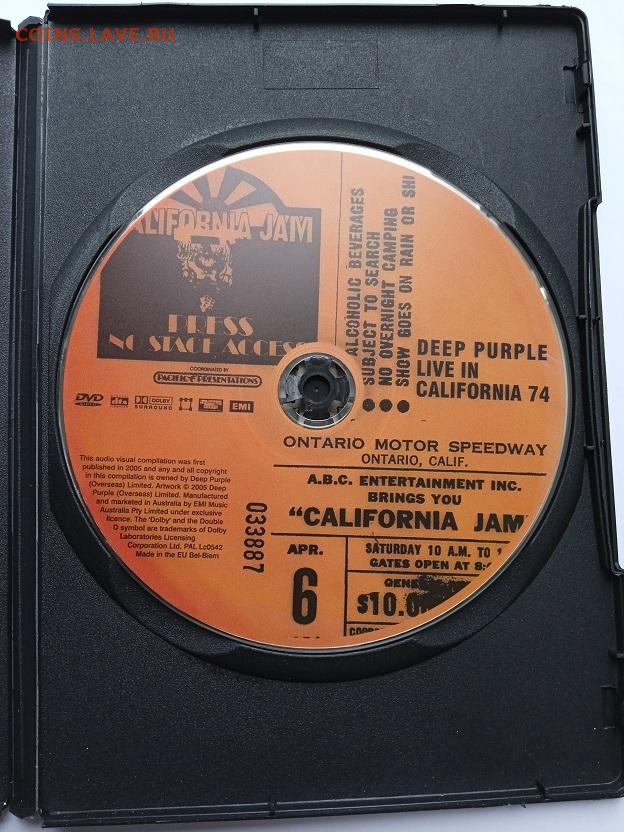 COINS.LAVE.RU
CALIFORNIA JAM
PRESS
NO STAGE ACCESS
COORDINATED BY
PACIFIC PRESENTATIONS
ALCOHOLIC BEVERAGES
SUBJECT TO SEARCH
NO OVERNIGHT CAMPING
SHOW GOES ON RAIN OR SHI
DEEP PURPLE
LIVE IN
CALIFORNIA 74
DVD
dts
DOLBY
SURROUND
EMI
ONTARIO MOTOR SPEEDWAY
ONTARIO, CALIF.
A.B.C. ENTERTAINMENT INC.
BRINGS YOU
“CALIFORNIA JAM
This audio visual compilation was first
published in 2005 and any and all copyright
in this compilation is owned by Deep Purple
(Overseas) Limited. Artwork © 2005 Deep
Purple (Overseas) Limited. Manufactured
and marketed in Australia by EMI Music
Australia Pty Limited under exclusive
licence. The 'Dolby' and the Double
D symbol are trademarks of Dolby
Laboratories Licensing
Corporation Ltd. PAL Lc0542
Made in the EU Bel-Biem
033887
APR.
6
SATURDAY 10 A.M. TO 1
GATES OPEN AT 8:
GENE
$10.0